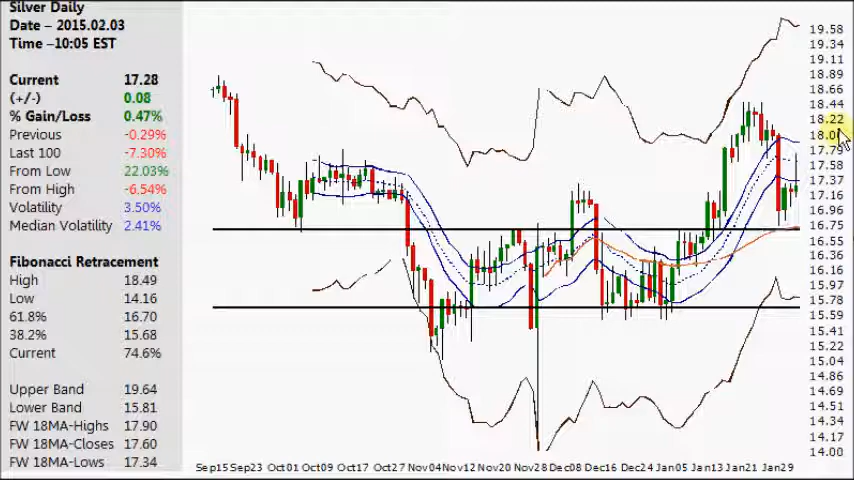 Silver Daily
Date – 2015.02.03
Time –10:05 EST
Current 17.28
(+/-) 0.08
% Gain/Loss 0.47%
Previous -0.29%
Last 100 -7.30%
From Low 22.03%
From High -6.54%
Volatility 3.50%
Median Volatility 2.41%
Fibonacci Retracement
High 18.49
Low 14.16
61.8% 16.70
38.2% 15.68
Current 74.6%
Upper Band 19.64
Lower Band 15.81
FW 18MA-Highs 17.90
FW 18MA-Closes 17.60
FW 18MA-Lows 17.34
19.58
19.34
19.11
18.89
18.66
18.44
18.22
18.0
17.79
17.58
17.37
17.16
16.96
16.75
16.55
16.36
16.16
15.97
15.78
15.59
15.41
15.22
15.04
14.86
14.69
14.51
14.34
14.17
14.00
Sep15 Sep23 Oct01 Oct09 Oct17 Oct27 Nov04 Nov12 Nov20 Nov28 Dec08 Dec16 Dec24 Jan05 Jan13 Jan21 Jan29